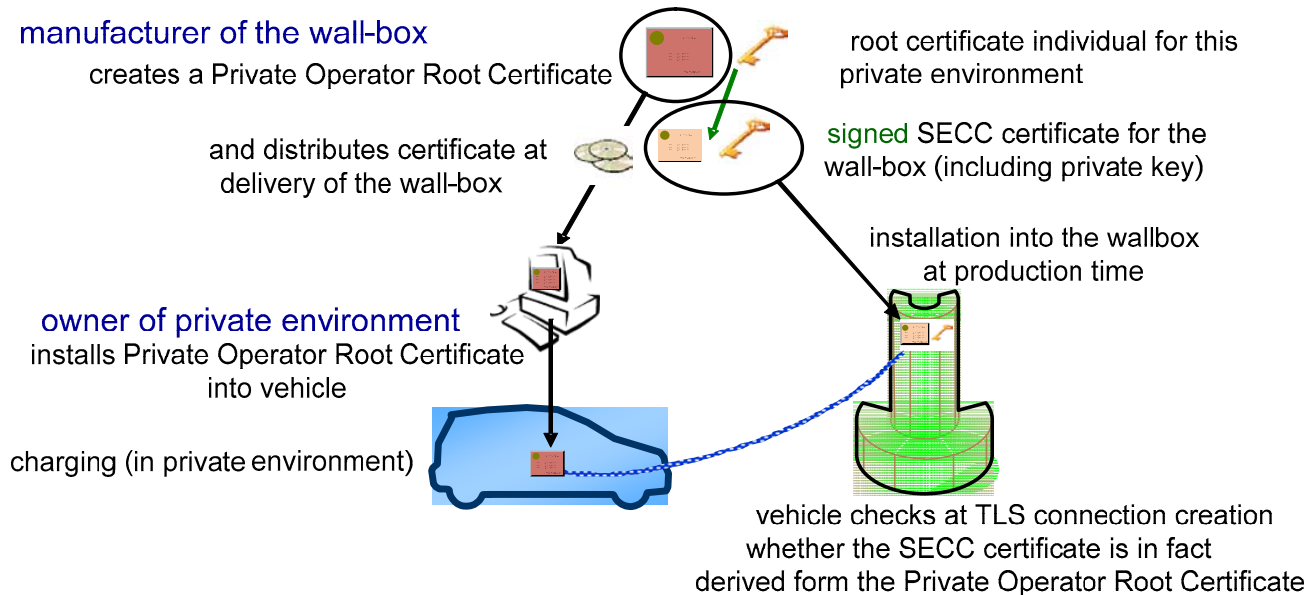 manufacturer of the wall-box
creates a Private Operator Root Certificate
root certificate individual for this
private environment
and distributes certificate at
delivery of the wall-box
signed SECC certificate for the
wall-box (including private key)
installation into the wallbox
at production time
owner of private environment
installs Private Operator Root Certificate
into vehicle
charging (in private environment)
vehicle checks at TLS connection creation
whether the SECC certificate is in fact
derived form the Private Operator Root Certificate